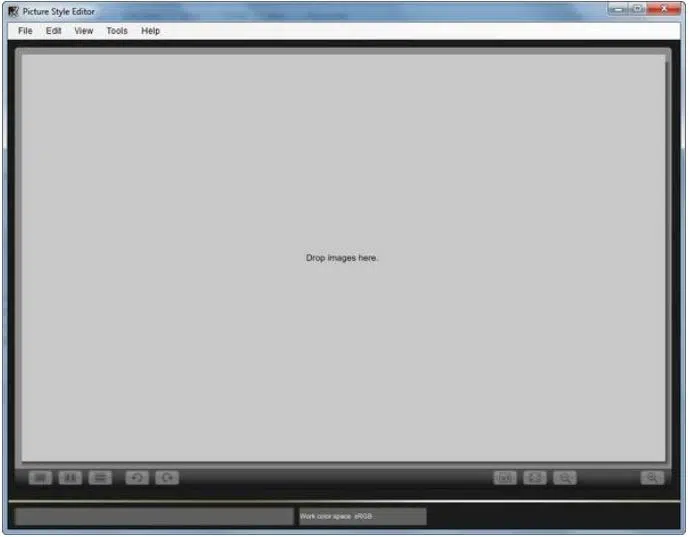 Picture Style Editor
File Edit View Tools Help
Drop images here.
Work color space sRGB